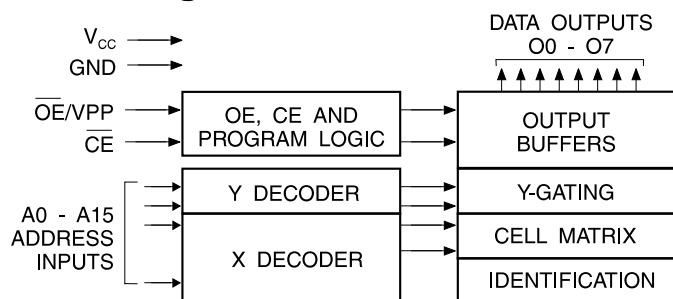 DATA OUTPUTS
O0 - O7
VCC
GND
OE/VPP
CE
OE, CE AND
PROGRAM LOGIC
OUTPUT
BUFFERS
A0 - A15
ADDRESS
INPUTS
Y DECODER
X DECODER
Y-GATING
CELL MATRIX
IDENTIFICATION